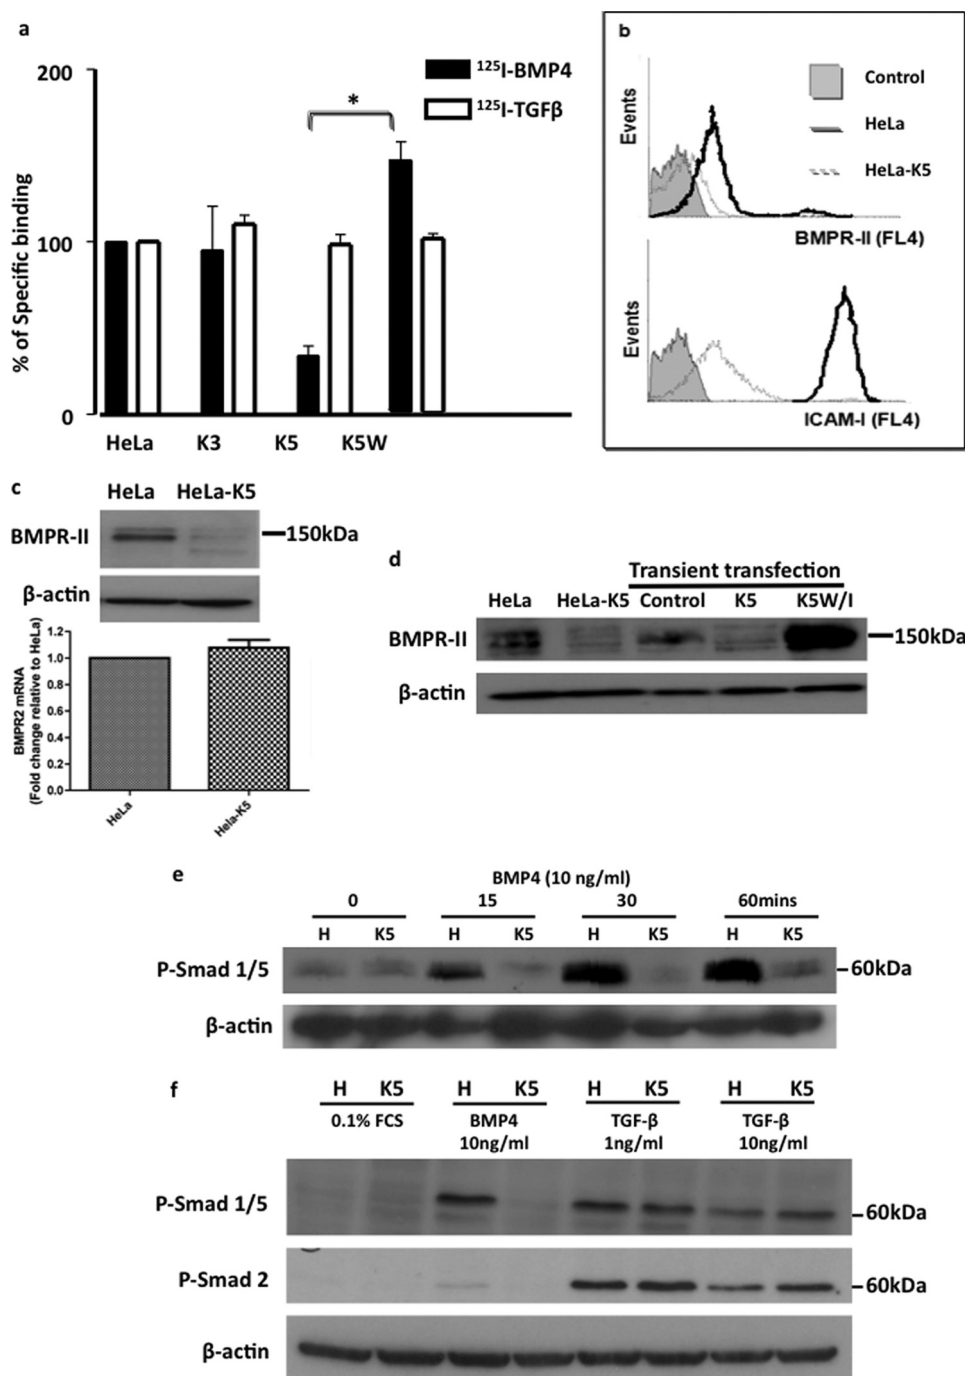 a
200
100
0
% of Specific binding
¹²⁵I-BMP4
¹²⁵I-TGFβ
*
HeLa K3 K5 K5W
b
Events
Control
HeLa
HeLa-K5
BMPR-II (FL4)
Events
ICAM-I (FL4)
c
HeLa HeLa-K5
BMPR-II
150kDa
β-actin
BMPR2 mRNA
(Fold change relative to HeLa)
1.2
1.0
0.8
0.6
0.4
0.2
0.0
HeLa
Hela-K5
d
Transient transfection
HeLa HeLa-K5 Control K5 K5W/I
BMPR-II
150kDa
β-actin
e
BMP4 (10 ng/ml)
0 15 30 60mins
H K5 H K5 H K5 H K5
P-Smad 1/5
60kDa
β-actin
f
H K5 H K5 H K5 H K5
0.1% FCS BMP4 TGF-β TGF-β
10ng/ml 1ng/ml 10ng/ml
P-Smad 1/5
60kDa
P-Smad 2
60kDa
β-actin